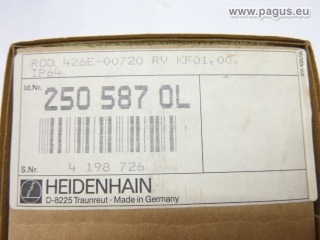 © www.pagus.eu
ROD 426E-00720 RV KF01,0C.
IP64
Id.Nr.
250 587 0L
S.Nr. 4 198 726
HEIDENHAIN
D-8225 Traunreut · Made in Germany